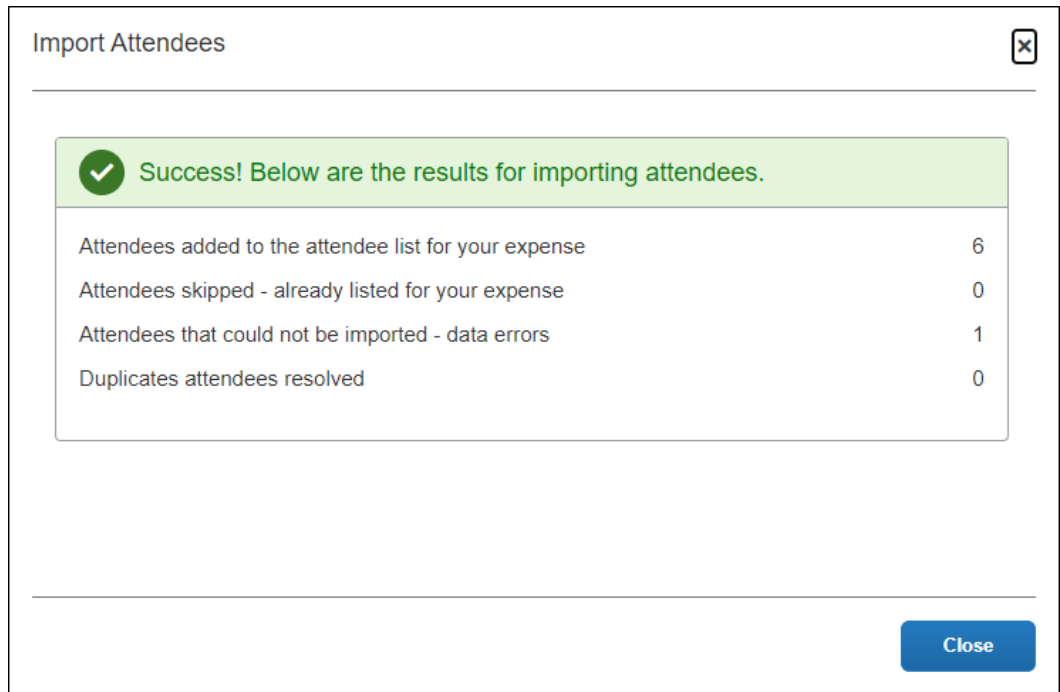 Import Attendees
Success! Below are the results for importing attendees.
Attendees added to the attendee list for your expense 6
Attendees skipped - already listed for your expense 0
Attendees that could not be imported - data errors 1
Duplicates attendees resolved 0
Close